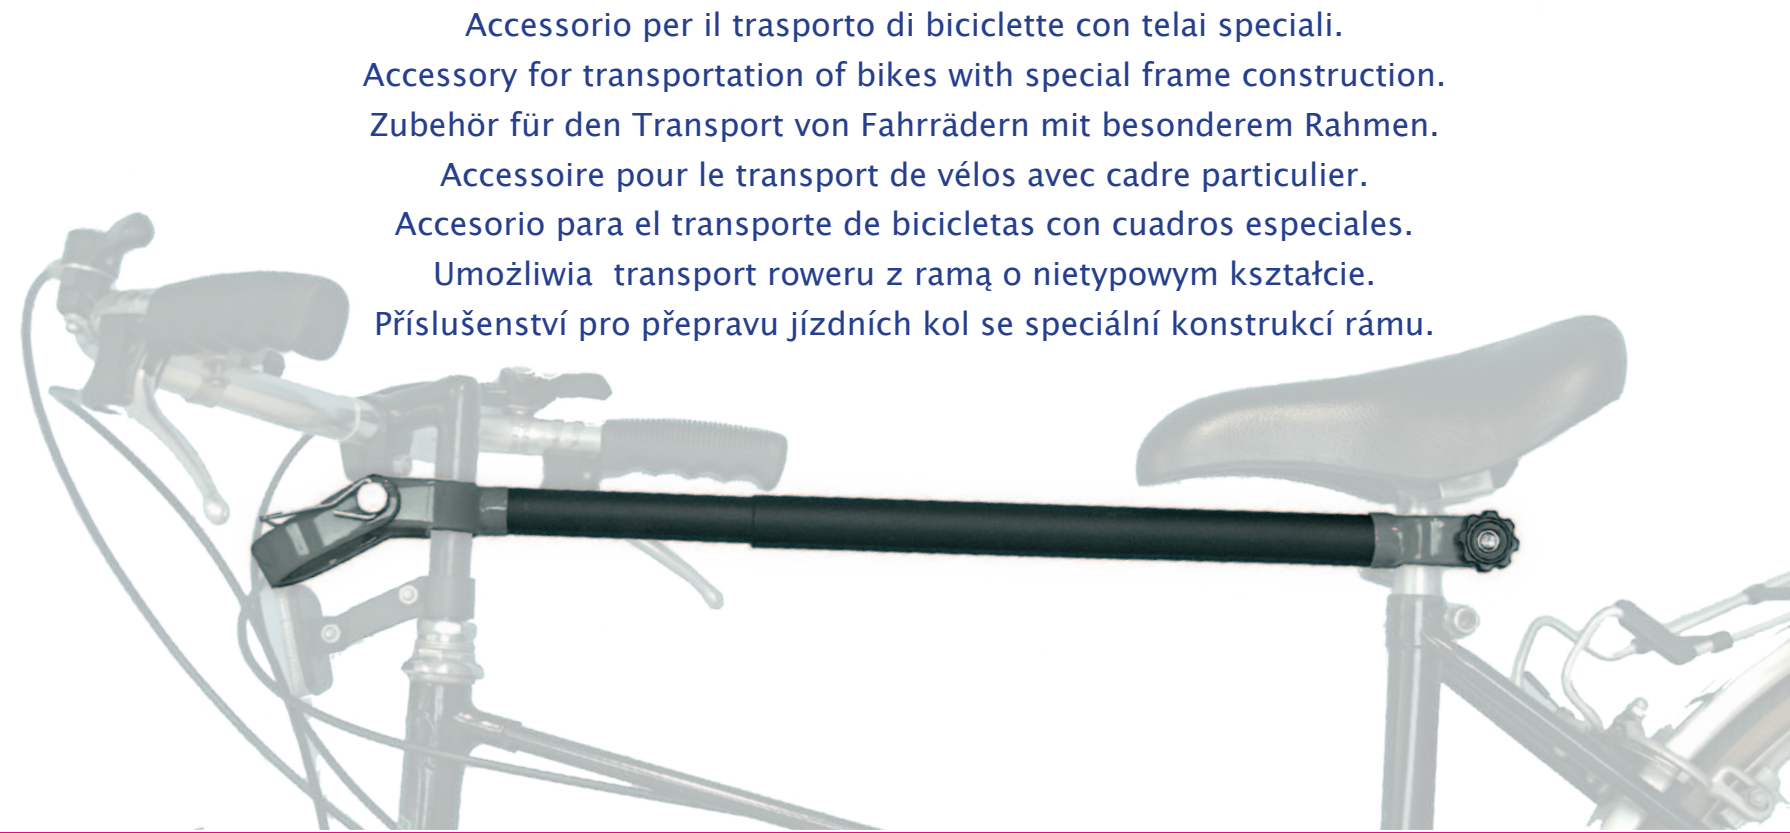 Accessorio per il trasporto di biciclette con telai speciali.
Accessory for transportation of bikes with special frame construction.
Zubehör für den Transport von Fahrrädern mit besonderem Rahmen.
Accessoire pour le transport de vélos avec cadre particulier.
Accesorio para el transporte de bicicletas con cuadros especiales.
Umożliwia  transport roweru z ramą o nietypowym kształcie.
Příslušenství pro přepravu jízdních kol se speciální konstrukcí rámu.